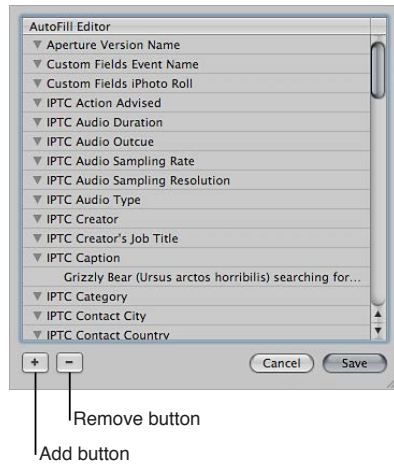 AutoFill Editor
Aperture Version Name
Custom Fields Event Name
Custom Fields iPhoto Roll
IPTC Action Advised
IPTC Audio Duration
IPTC Audio Outcue
IPTC Audio Sampling Rate
IPTC Audio Sampling Resolution
IPTC Audio Type
IPTC Creator
IPTC Creator's Job Title
IPTC Caption
Grizzly Bear (Ursus arctos horribilis) searching for...
IPTC Category
IPTC Contact City
IPTC Contact Country
+ − Cancel Save
Remove button
Add button